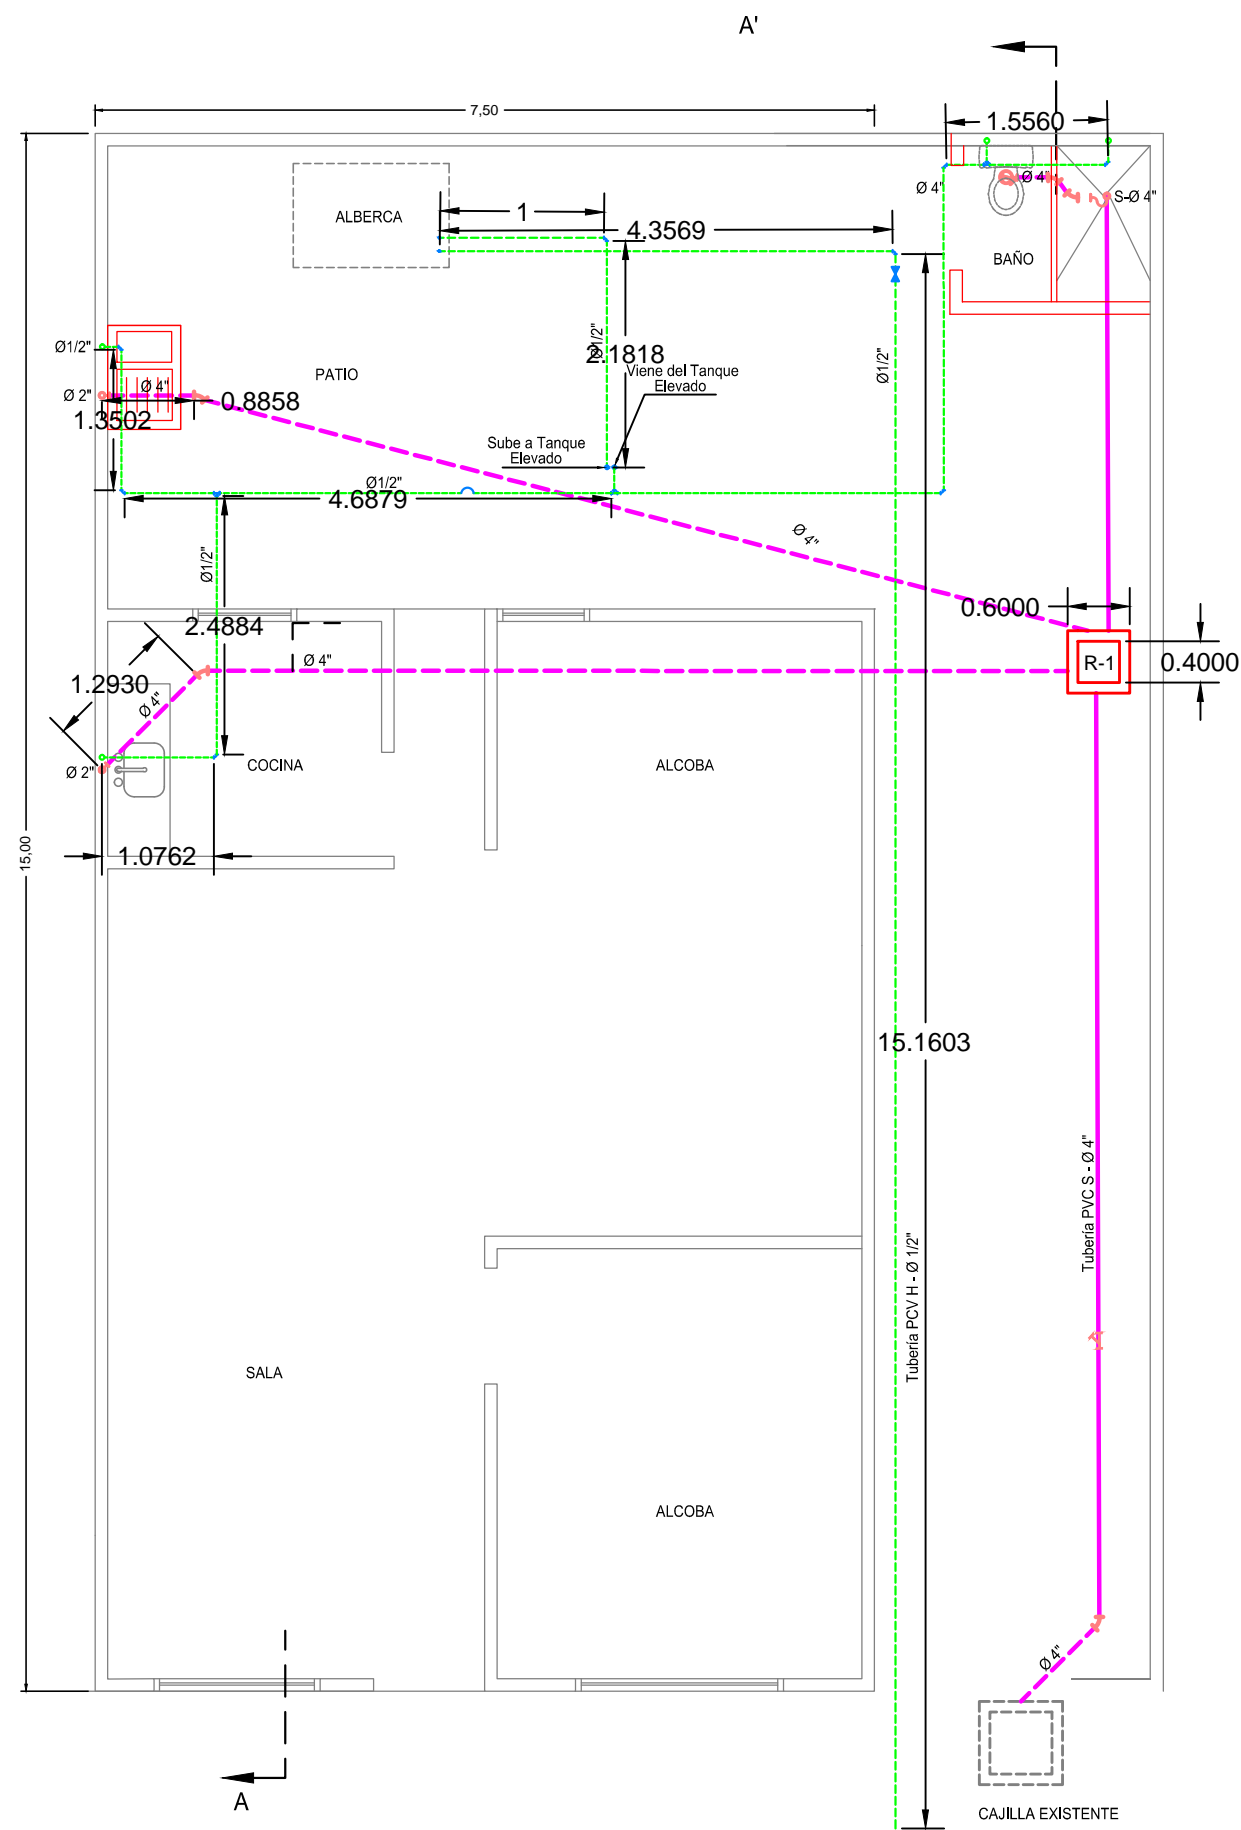 A'
7,50
1.5560
Ø 4"
Ø 4"
S-Ø 4"
ALBERCA
1
4.3569
BAÑO
Ø1/2"
Ø1/2"
Ø1/2"
2.1818
Viene del Tanque
Elevado
PATIO
Ø 4"
Ø 2"
0.8858
1.3502
Sube a Tanque
Elevado
Ø1/2"
4.6879
Ø 4"
Ø1/2"
0.6000
2.4884
Ø 4"
R-1
0.4000
1.2930
Ø 4"
Ø 2"
COCINA
ALCOBA
15,00
1.0762
15.1603
Tubería PVC S - Ø 4"
Tubería PCV H - Ø 1/2"
SALA
ALCOBA
Ø 4"
A
CAJILLA EXISTENTE